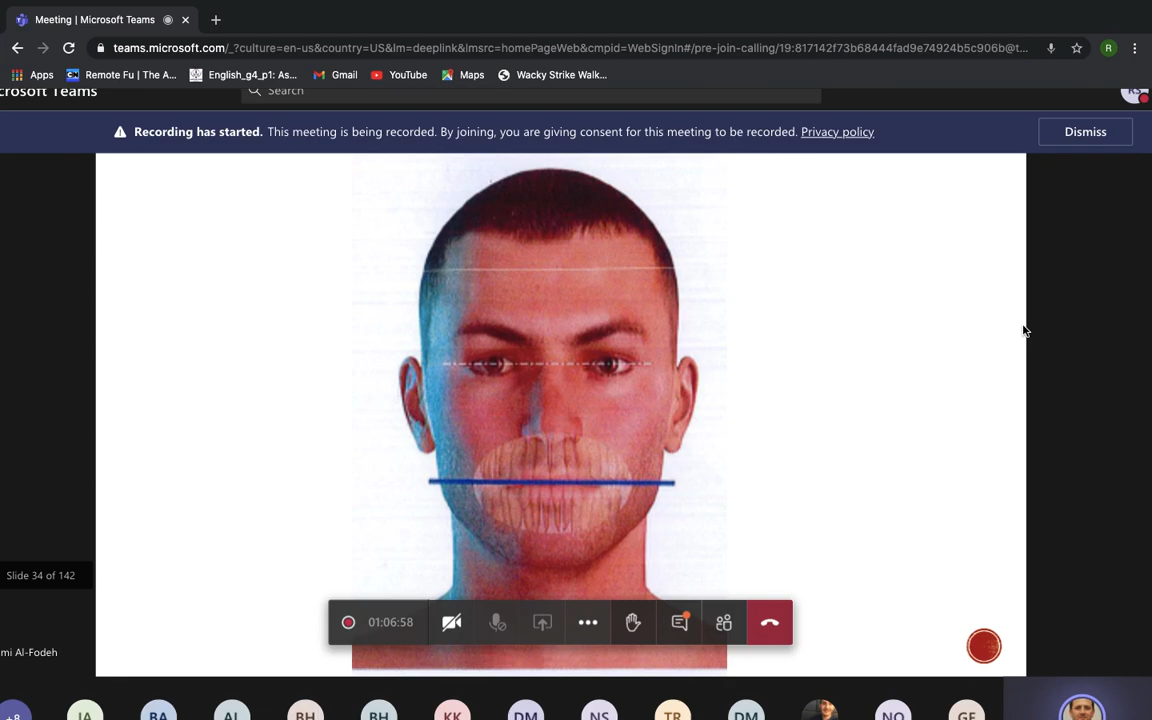 Meeting | Microsoft Teams
teams.microsoft.com/_?culture=en-us&country=US&lm=deeplink&lmsrc=homePageWeb&cmpid=WebSignIn#/pre-join-calling/19:817142f73b68444fad9e74924b5c906b@t...
R
Apps
Remote Fu | The A...
English_g4_p1: As...
Gmail
YouTube
Maps
Wacky Strike Walk...
crosoft Teams
Search
Recording has started. This meeting is being recorded. By joining, you are giving consent for this meeting to be recorded. Privacy policy
Dismiss
Slide 34 of 142
01:06:58
mi Al-Fodeh
+8
BA
BH
BH
KK
DM
NS
TR
DM
NO